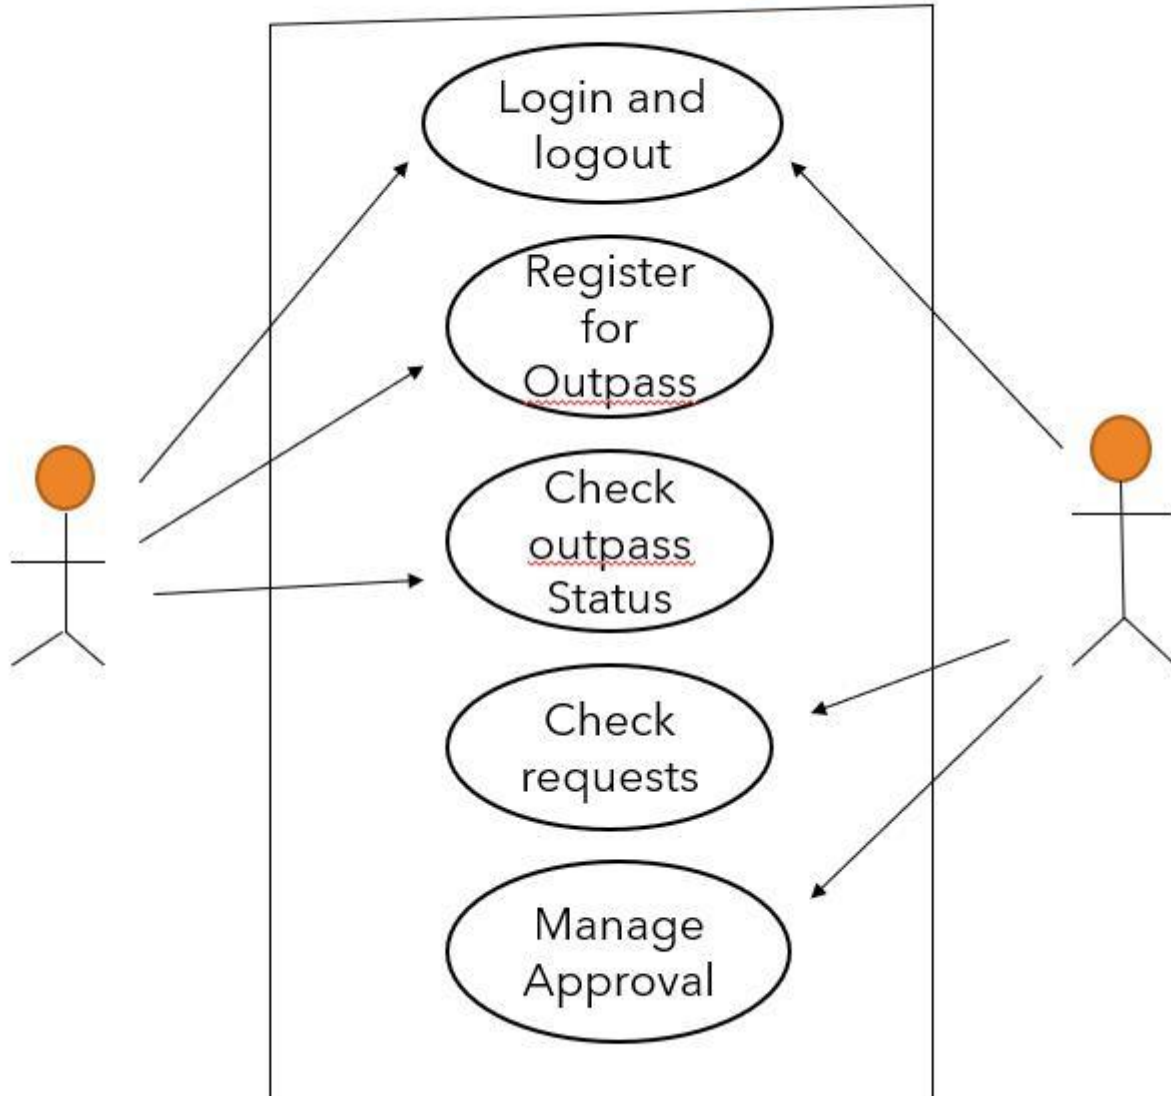 Login and
logout
Register
for
Outpass
Check
outpass
Status
Check
requests
Manage
Approval